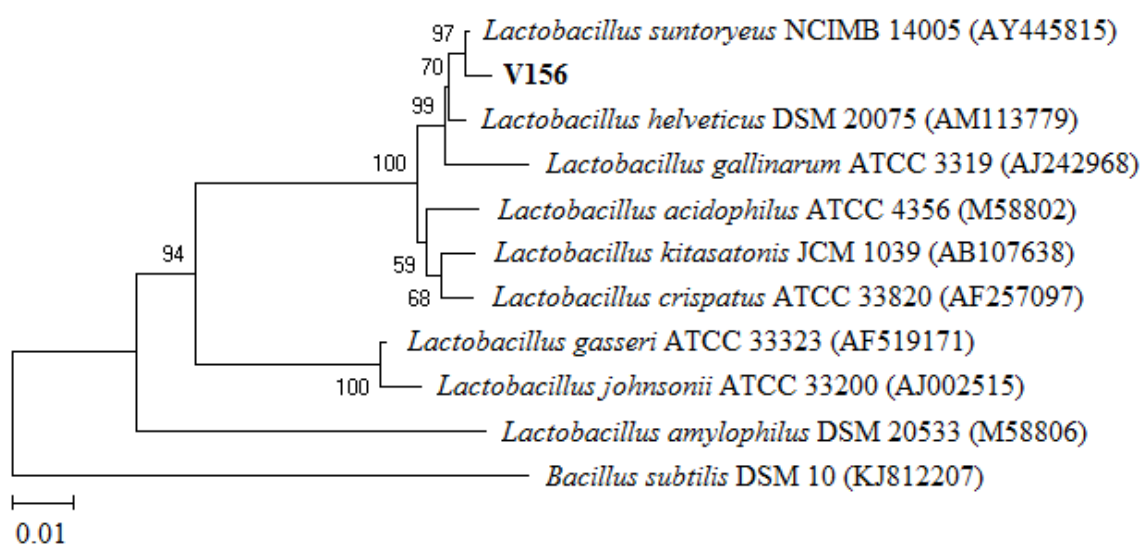 97
Lactobacillus suntoryeus NCIMB 14005 (AY445815)
70
V156
99
Lactobacillus helveticus DSM 20075 (AM113779)
100
Lactobacillus gallinarum ATCC 3319 (AJ242968)
Lactobacillus acidophilus ATCC 4356 (M58802)
94
Lactobacillus kitasatonis JCM 1039 (AB107638)
59
68
Lactobacillus crispatus ATCC 33820 (AF257097)
Lactobacillus gasseri ATCC 33323 (AF519171)
100
Lactobacillus johnsonii ATCC 33200 (AJ002515)
Lactobacillus amylophilus DSM 20533 (M58806)
Bacillus subtilis DSM 10 (KJ812207)
0.01